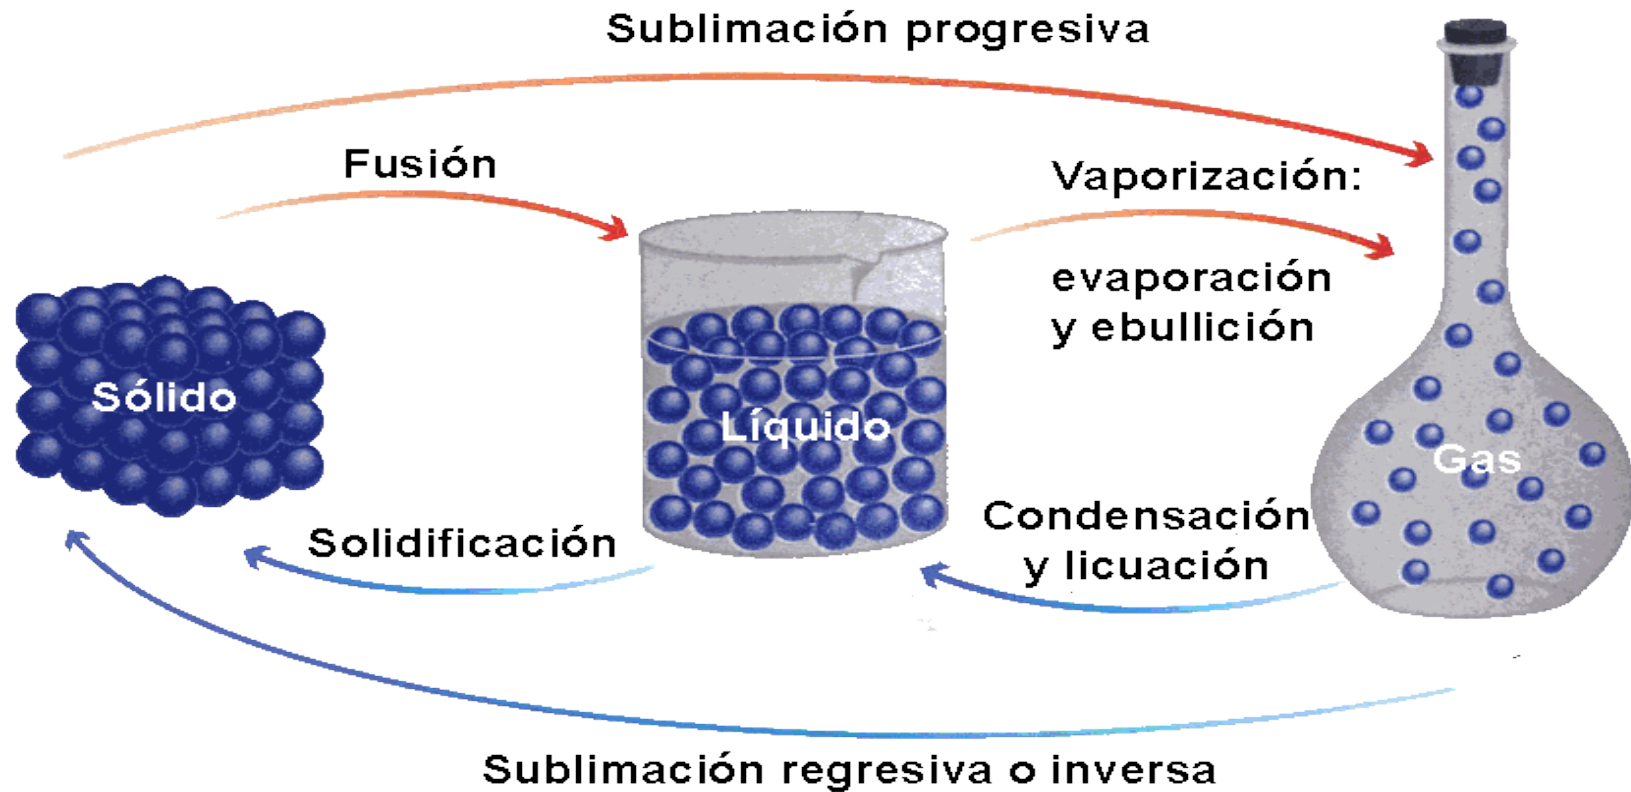 Sublimación progresiva
Fusión
Vaporización:
evaporación
y ebullición
Sólido
Líquido
Gas
Solidificación
Condensación
y licuación
Sublimación regresiva o inversa